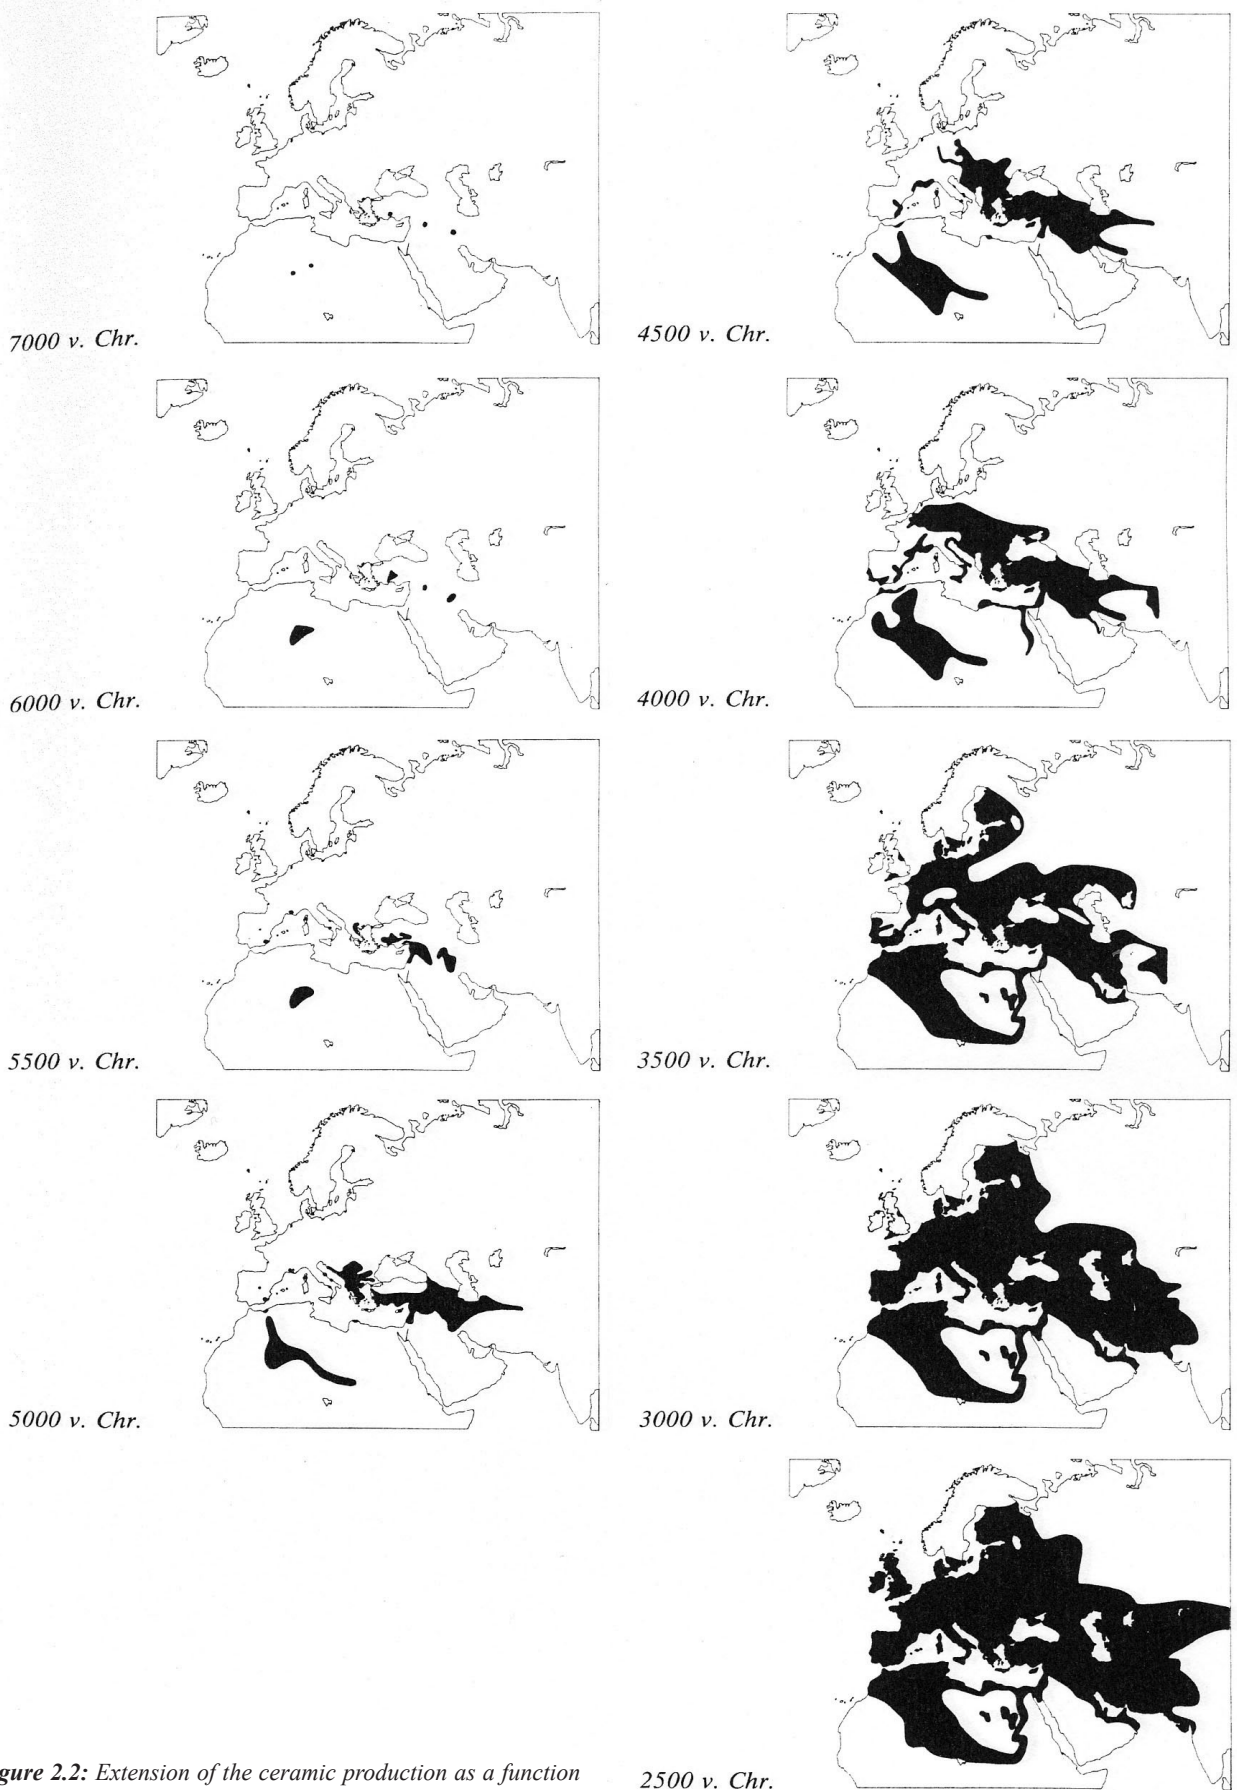 7000 v. Chr.
6000 v. Chr.
5500 v. Chr.
5000 v. Chr.
4500 v. Chr.
4000 v. Chr.
3500 v. Chr.
3000 v. Chr.
2500 v. Chr.
gure 2.2: Extension of the ceramic production as a function